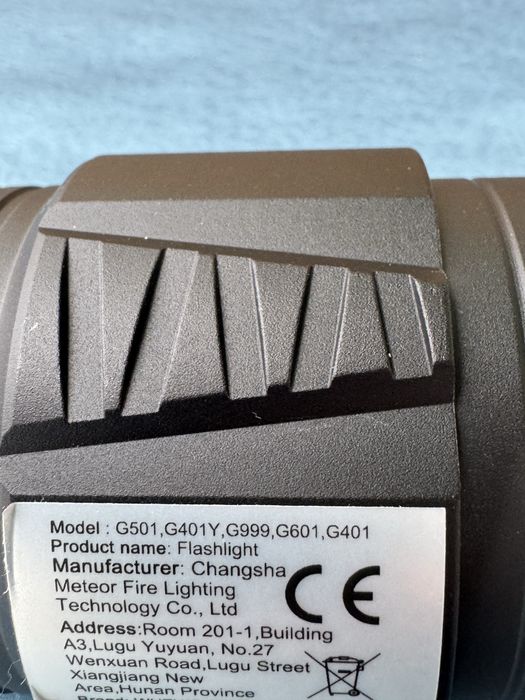 Model : G501,G401Y,G999,G601,G401
Product name: Flashlight
Manufacturer: Changsha
Meteor Fire Lighting
Technology Co., Ltd
CE
Address:Room 201-1,Building
A3,Lugu Yuyuan, No.27
Wenxuan Road,Lugu Street
Xiangjiang New
Area,Hunan Province